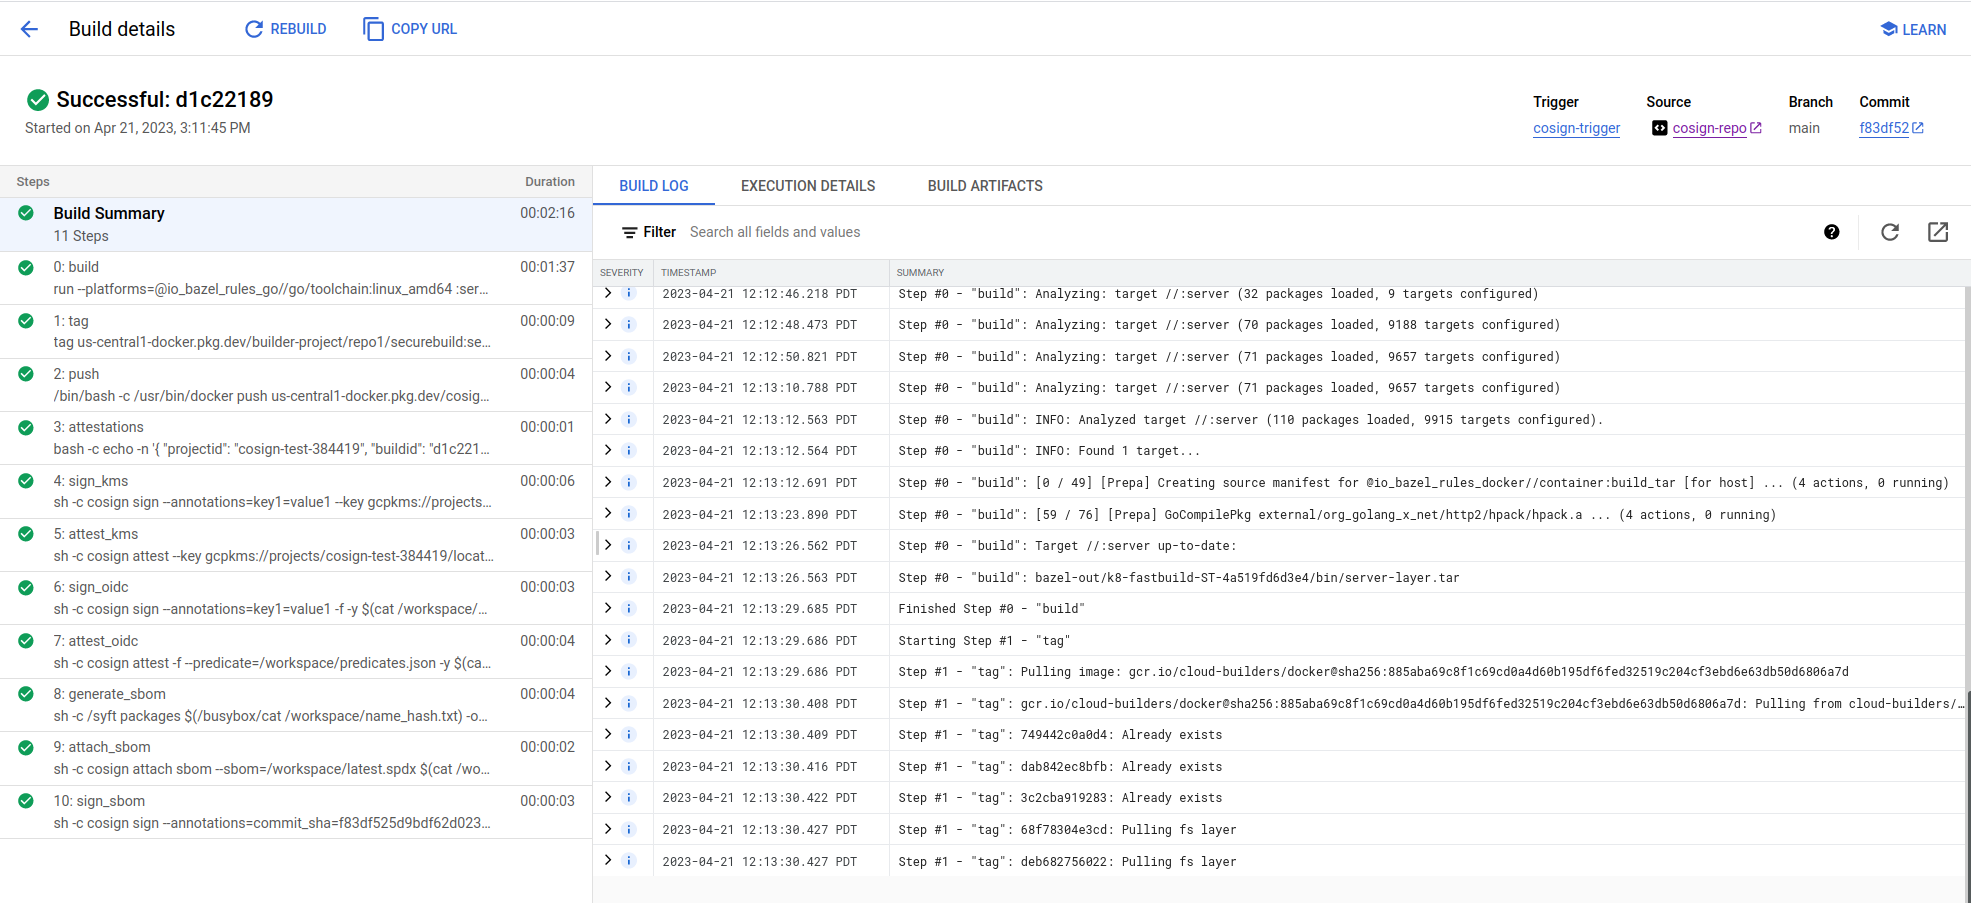 Build details
REBUILD
COPY URL
LEARN
Successful: d1c22189
Started on Apr 21, 2023, 3:11:45 PM
Trigger Source Branch Commit
cosign-trigger cosign-repo main f83df52
Steps Duration
Build Summary 00:02:16
11 Steps
0: build 00:01:37
run --platforms=@io_bazel_rules_go//go/toolchain:linux_amd64 :ser...
1: tag 00:00:09
tag us-central1-docker.pkg.dev/builder-project/repo1/securebuild:se...
2: push 00:00:04
/bin/bash -c /usr/bin/docker push us-central1-docker.pkg.dev/cosig...
3: attestations 00:00:01
bash -c echo -n '{ "projectid": "cosign-test-384419", "buildid": "d1c221...
4: sign_kms 00:00:06
sh -c cosign sign --annotations=key1=value1 --key gcpkms://projects...
5: attest_kms 00:00:03
sh -c cosign attest --key gcpkms://projects/cosign-test-384419/locat...
6: sign_oidc 00:00:03
sh -c cosign sign --annotations=key1=value1 -f -y $(cat /workspace/...
7: attest_oidc 00:00:04
sh -c cosign attest -f --predicate=/workspace/predicates.json -y $(ca...
8: generate_sbom 00:00:04
sh -c /syft packages $(/busybox/cat /workspace/name_hash.txt) -o...
9: attach_sbom 00:00:02
sh -c cosign attach sbom --sbom=/workspace/latest.spdx $(cat /wo...
10: sign_sbom 00:00:03
sh -c cosign sign --annotations=commit_sha=f83df525d9bdf62d023...
BUILD LOG EXECUTION DETAILS BUILD ARTIFACTS
Filter Search all fields and values
SEVERITY TIMESTAMP SUMMARY
2023-04-21 12:12:46.218 PDT Step #0 - "build": Analyzing: target //:server (32 packages loaded, 9 targets configured)
2023-04-21 12:12:48.473 PDT Step #0 - "build": Analyzing: target //:server (70 packages loaded, 9188 targets configured)
2023-04-21 12:12:50.821 PDT Step #0 - "build": Analyzing: target //:server (71 packages loaded, 9657 targets configured)
2023-04-21 12:13:10.788 PDT Step #0 - "build": Analyzing: target //:server (71 packages loaded, 9657 targets configured)
2023-04-21 12:13:12.563 PDT Step #0 - "build": INFO: Analyzed target //:server (110 packages loaded, 9915 targets configured).
2023-04-21 12:13:12.564 PDT Step #0 - "build": INFO: Found 1 target...
2023-04-21 12:13:12.691 PDT Step #0 - "build": [0 / 49] [Prepa] Creating source manifest for @io_bazel_rules_docker//container:build_tar [for host] ... (4 actions, 0 running)
2023-04-21 12:13:23.890 PDT Step #0 - "build": [59 / 76] [Prepa] GoCompilePkg external/org_golang_x_net/http2/hpack/hpack.a ... (4 actions, 0 running)
2023-04-21 12:13:26.562 PDT Step #0 - "build": Target //:server up-to-date:
2023-04-21 12:13:26.563 PDT Step #0 - "build": bazel-out/k8-fastbuild-ST-4a519fd6d3e4/bin/server-layer.tar
2023-04-21 12:13:29.685 PDT Finished Step #0 - "build"
2023-04-21 12:13:29.686 PDT Starting Step #1 - "tag"
2023-04-21 12:13:29.686 PDT Step #1 - "tag": Pulling image: gcr.io/cloud-builders/docker@sha256:885aba69c8f1c69cd0a4d60b195df6fed32519c204cf3ebd6e63db50d6806a7d
2023-04-21 12:13:30.408 PDT Step #1 - "tag": gcr.io/cloud-builders/docker@sha256:885aba69c8f1c69cd0a4d60b195df6fed32519c204cf3ebd6e63db50d6806a7d: Pulling from cloud-builders/...
2023-04-21 12:13:30.409 PDT Step #1 - "tag": 749442c0a0d4: Already exists
2023-04-21 12:13:30.416 PDT Step #1 - "tag": dab842ec8bfb: Already exists
2023-04-21 12:13:30.422 PDT Step #1 - "tag": 3c2cba919283: Already exists
2023-04-21 12:13:30.427 PDT Step #1 - "tag": 68f78304e3cd: Pulling fs layer
2023-04-21 12:13:30.427 PDT Step #1 - "tag": deb682756022: Pulling fs layer